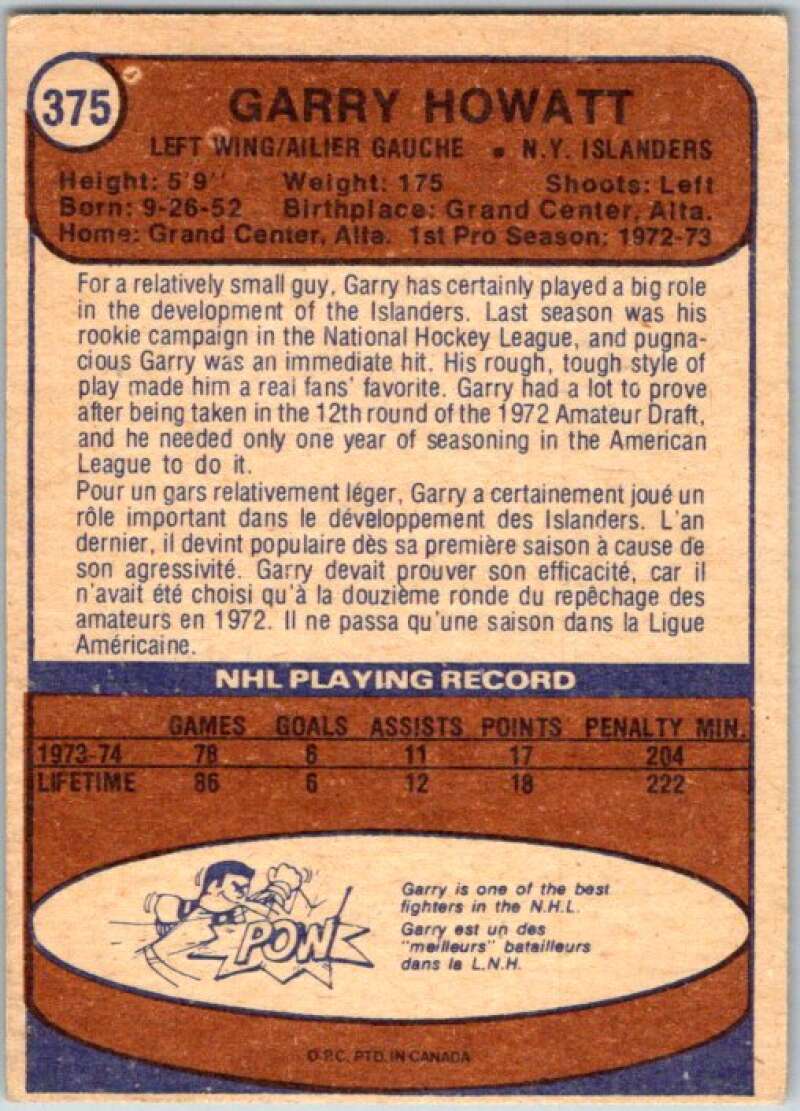 375
GARRY HOWATT
LEFT WING/AILIER GAUCHE • N.Y. ISLANDERS
Height: 5'9" Weight: 175 Shoots: Left
Born: 9-26-52 Birthplace: Grand Center, Alta.
Home: Grand Center, Alta. 1st Pro Season: 1972-73
For a relatively small guy, Garry has certainly played a big role
in the development of the Islanders. Last season was his
rookie campaign in the National Hockey League, and pugna-
cious Garry was an immediate hit. His rough, tough style of
play made him a real fans' favorite. Garry had a lot to prove
after being taken in the 12th round of the 1972 Amateur Draft,
and he needed only one year of seasoning in the American
League to do it.
Pour un gars relativement léger, Garry a certainement joué un
rôle important dans le développement des Islanders. L'an
dernier, il devint populaire dès sa première saison à cause de
son agressivité. Garry devait prouver son efficacité, car il
n'avait été choisi qu'à la douzième ronde du repêchage des
amateurs en 1972. Il ne passa qu'une saison dans la Ligue
Américaine.
NHL PLAYING RECORD
GAMES GOALS ASSISTS POINTS PENALTY MIN.
1973-74 78 6 11 17 204
LIFETIME 86 6 12 18 222
POW
Garry is one of the best
fighters in the N.H.L.
Garry est un des
"meilleurs" batailleurs
dans la L.N.H.
O.P.C. PTD. IN CANADA